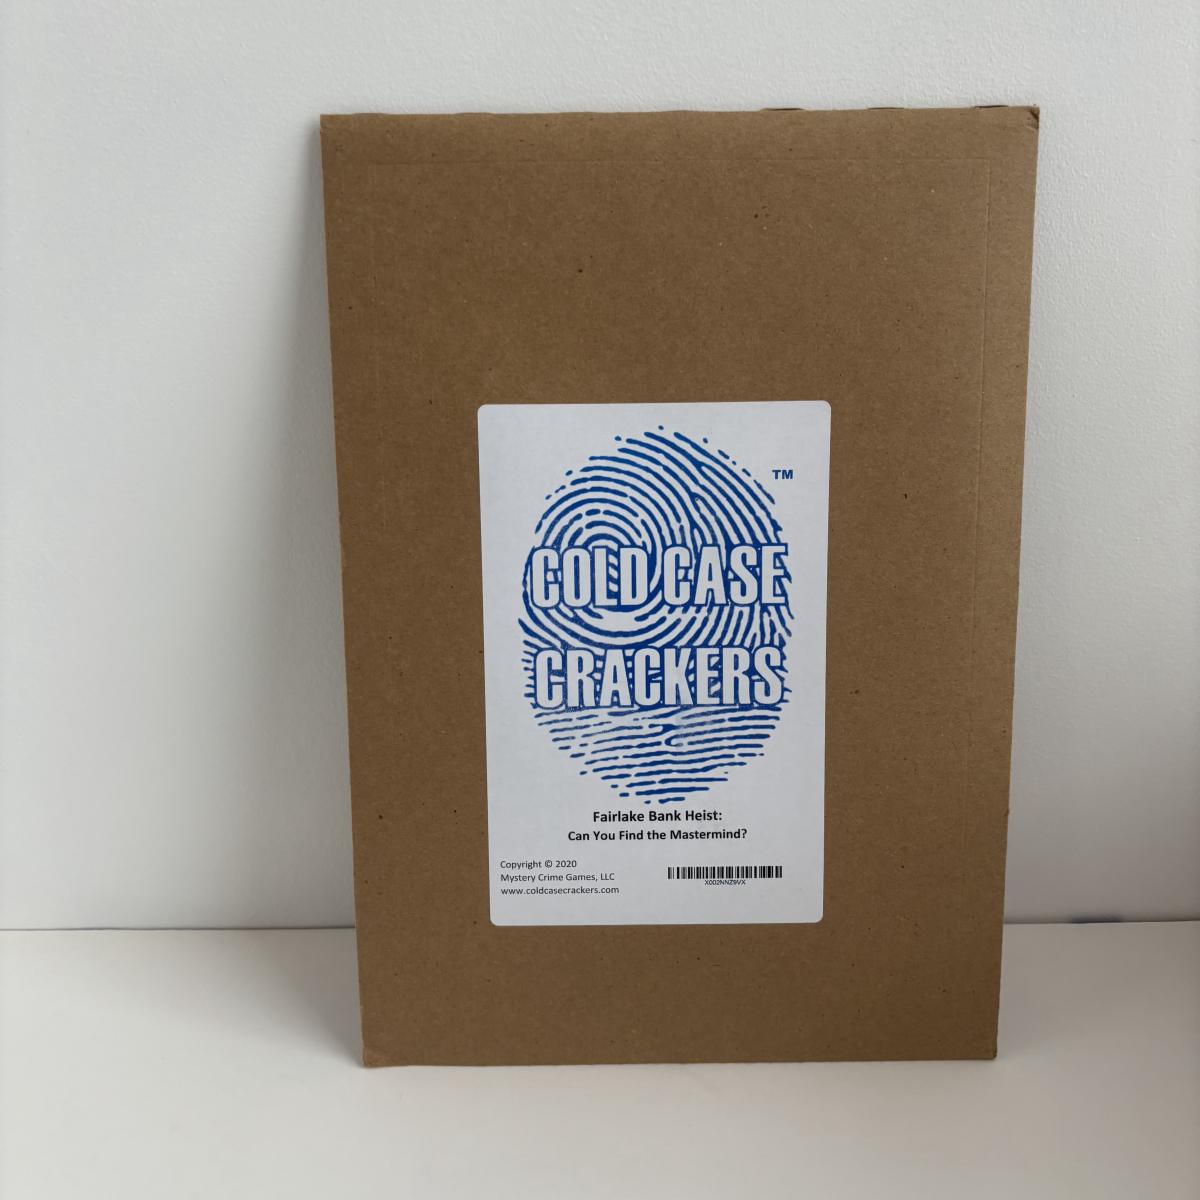 TM
COLD CASE
CRACKERS
Fairlake Bank Heist:
Can You Find the Mastermind?
Copyright © 2020
Mystery Crime Games, LLC
www.coldcasecrackers.com
X002NNZ9VX